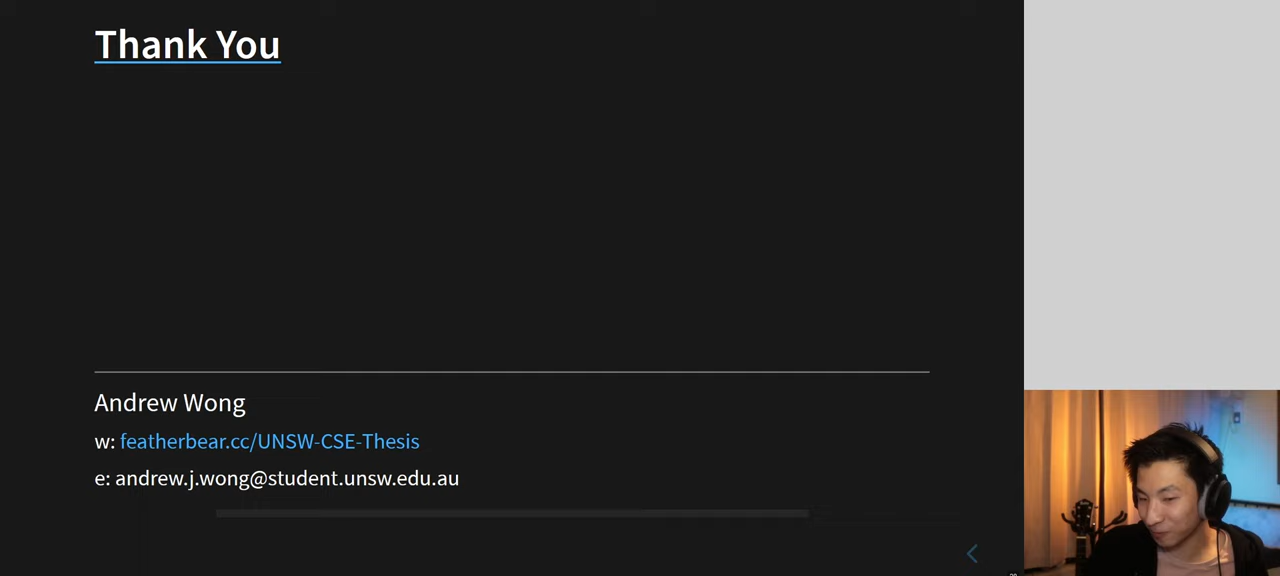 Thank You
Andrew Wong
w: featherbear.cc/UNSW-CSE-Thesis
e: andrew.j.wong@student.unsw.edu.au